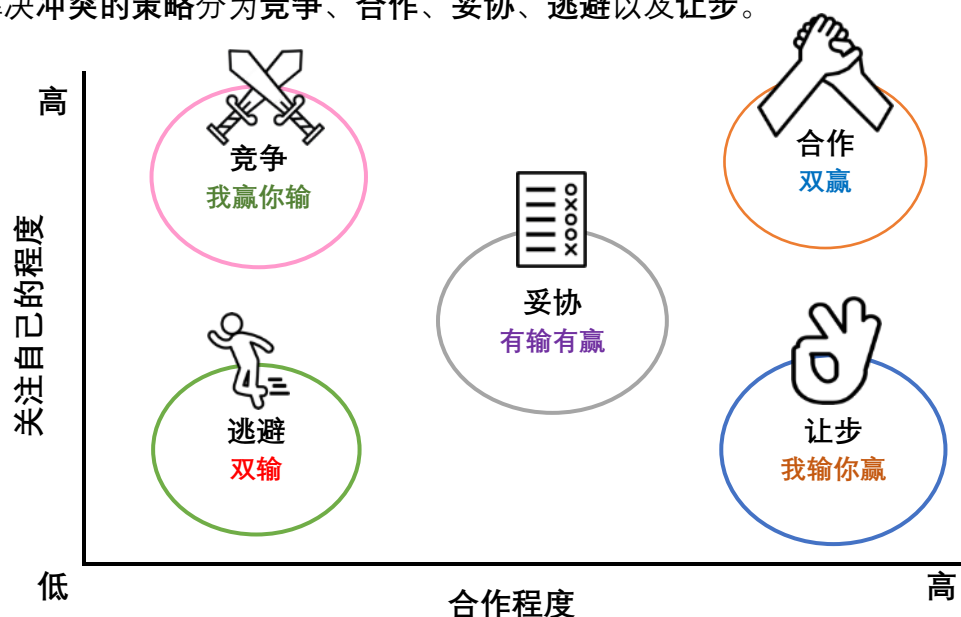 决冲突的策略分为竞争、合作、妥协、逃避以及让步。
高
竞争
我赢你输
合作
双赢
关注自己的程度
妥协
有输有赢
逃避
双输
让步
我输你赢
低
合作程度
高